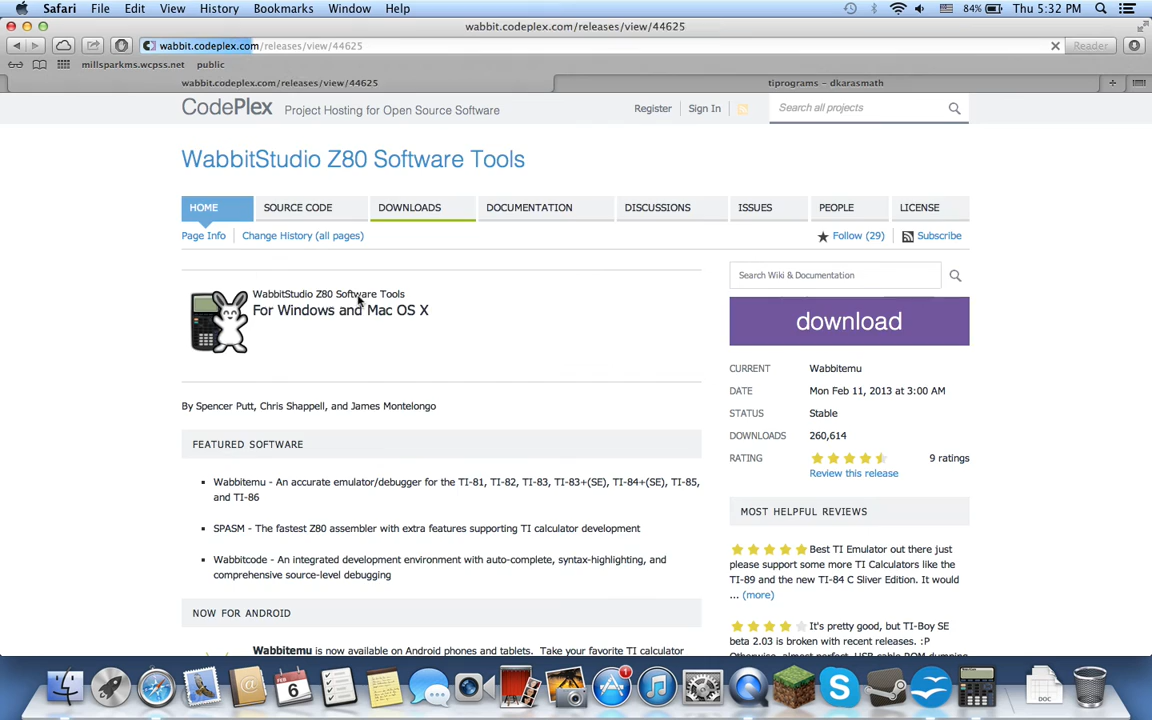 Safari File Edit View History Bookmarks Window Help 84% Thu 5:32 PM
wabbit.codeplex.com/releases/view/44625
wabbit.codeplex.com/releases/view/44625 Reader
millsparkms.wcpss.net public
wabbit.codeplex.com/releases/view/44625 tiprograms - dkarasmath
CodePlex Project Hosting for Open Source Software Register Sign In Search all projects
WabbitStudio Z80 Software Tools
HOME SOURCE CODE DOWNLOADS DOCUMENTATION DISCUSSIONS ISSUES PEOPLE LICENSE
Page Info Change History (all pages) Follow (29) Subscribe
Search Wiki & Documentation
WabbitStudio Z80 Software Tools
For Windows and Mac OS X
download
CURRENT Wabbitemu
DATE Mon Feb 11, 2013 at 3:00 AM
By Spencer Putt, Chris Shappell, and James Montelongo
STATUS Stable
DOWNLOADS 260,614
FEATURED SOFTWARE
RATING 9 ratings
Review this release
Wabbitemu - An accurate emulator/debugger for the TI-81, TI-82, TI-83, TI-83+(SE), TI-84+(SE), TI-85,
and TI-86
MOST HELPFUL REVIEWS
SPASM - The fastest Z80 assembler with extra features supporting TI calculator development
Best TI Emulator out there just
please support some more TI Calculators like the
TI-89 and the new TI-84 C Sliver Edition. It would
... (more)
Wabbitcode - An integrated development environment with auto-complete, syntax-highlighting, and
comprehensive source-level debugging
NOW FOR ANDROID
It's pretty good, but TI-Boy SE
beta 2.03 is broken with recent releases. :P
Otherwise, almost perfect. USB cable ROM dumping
Wabbitemu is now available on Android phones and tablets. Take your favorite TI calculator
FEB
6
1
DOC